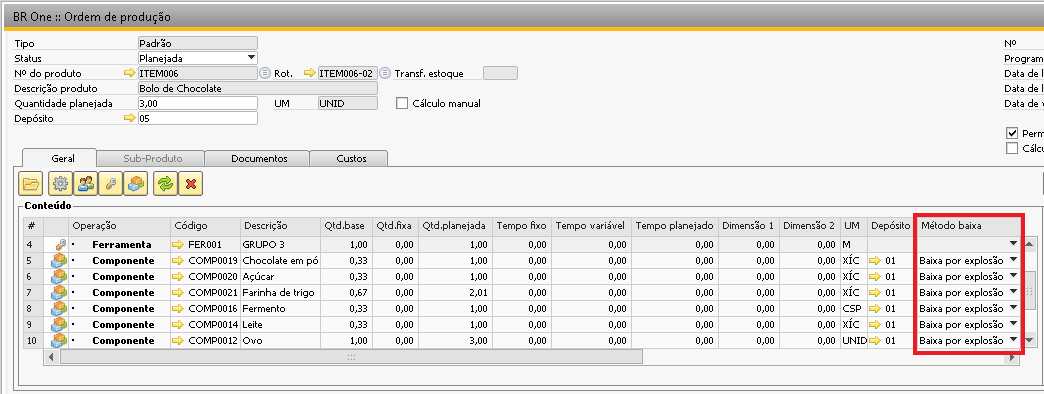 BR One :: Ordem de produção
Tipo Padrão Nº
Status Planejada Program
Nº do produto ITEM006 Rot. ITEM006-02 Transf. estoque Data de l
Descrição produto Bolo de Chocolate Data de l
Quantidade planejada 3,00 UM UNID Cálculo manual Data de v
Depósito 05
Perm
Cálcu
Geral Sub-Produto Documentos Custos
Conteúdo
# Operação Código Descrição Qtd.base Qtd.fixa Qtd.planejada Tempo fixo Tempo variável Tempo planejado Dimensão 1 Dimensão 2 UM Depósito Método baixa
4 Ferramenta FER001 GRUPO 3 1,00 0,00 1,00 0,00 0,00 0,00 0,00 0,00 M
5 Componente COMP0019 Chocolate em pó 0,33 0,00 1,00 0,00 0,00 0,00 0,00 0,00 XÍC 01 Baixa por explosão
6 Componente COMP0020 Açúcar 0,33 0,00 1,00 0,00 0,00 0,00 0,00 0,00 XÍC 01 Baixa por explosão
7 Componente COMP0021 Farinha de trigo 0,67 0,00 2,01 0,00 0,00 0,00 0,00 0,00 XÍC 01 Baixa por explosão
8 Componente COMP0016 Fermento 0,33 0,00 1,00 0,00 0,00 0,00 0,00 0,00 CSP 01 Baixa por explosão
9 Componente COMP0014 Leite 0,33 0,00 1,00 0,00 0,00 0,00 0,00 0,00 XÍC 01 Baixa por explosão
10 Componente COMP0012 Ovo 1,00 0,00 3,00 0,00 0,00 0,00 0,00 0,00 UNID 01 Baixa por explosão